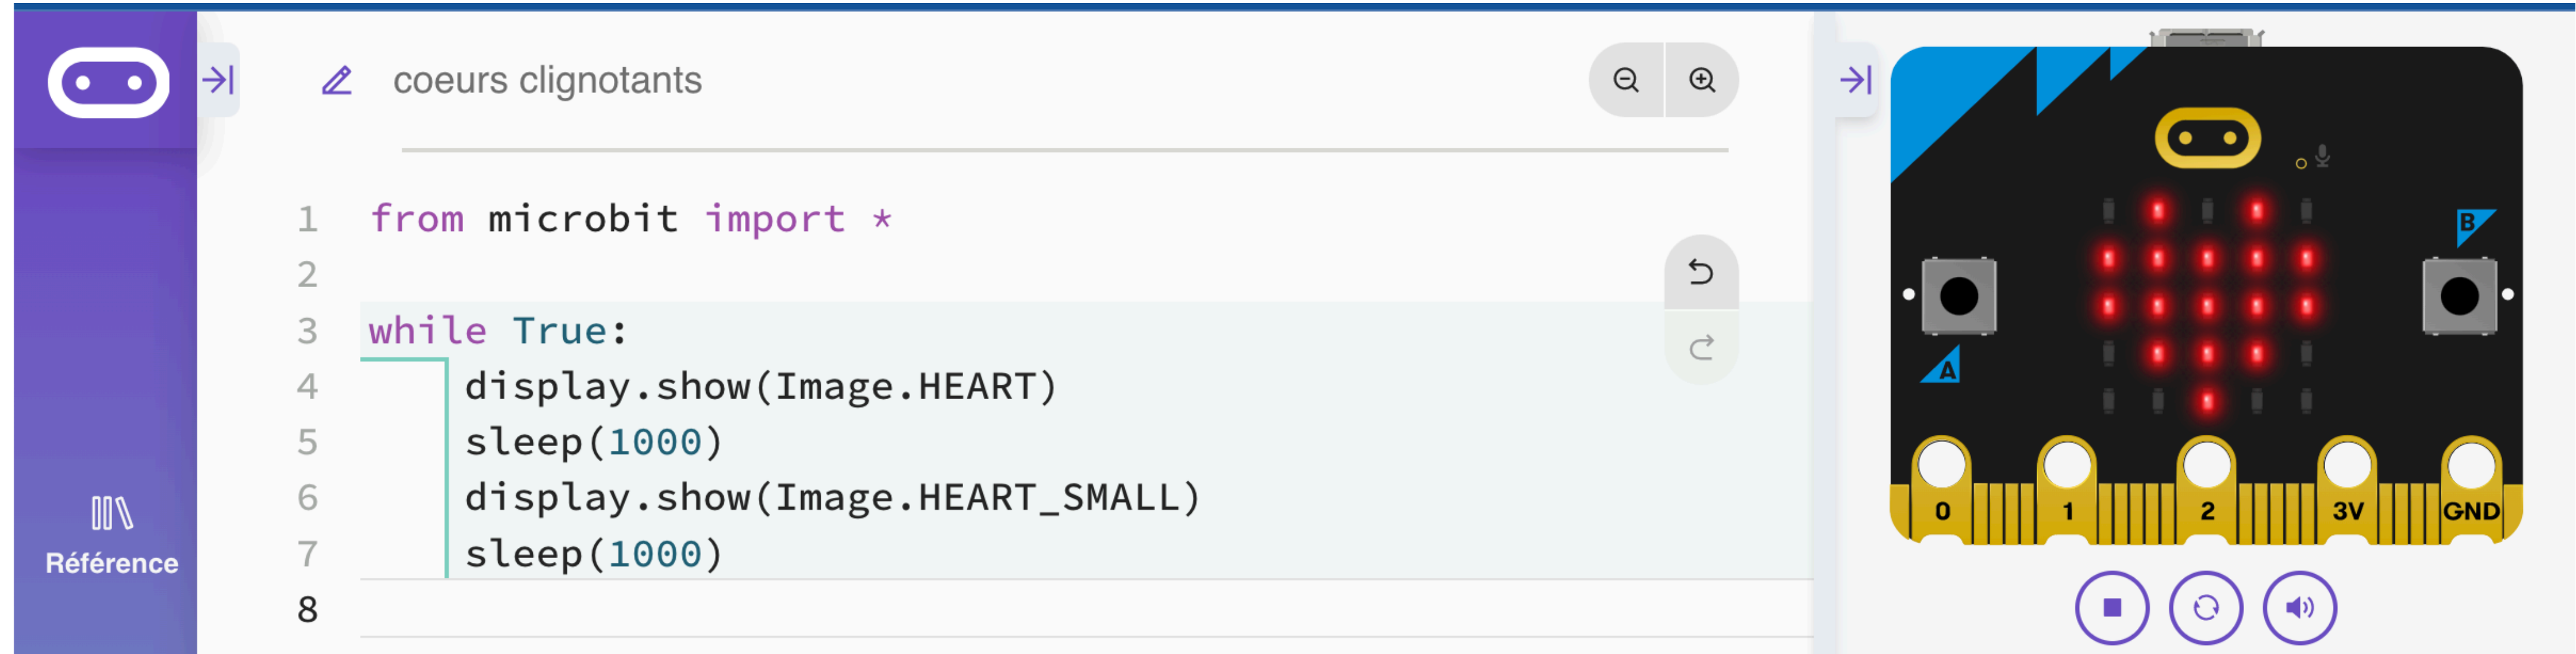 coeurs clignotants
1 from microbit import *
2
3 while True:
4 display.show(Image.HEART)
5 sleep(1000)
6 display.show(Image.HEART_SMALL)
7 sleep(1000)
8
Référence
B
A
0 1 2 3V GND